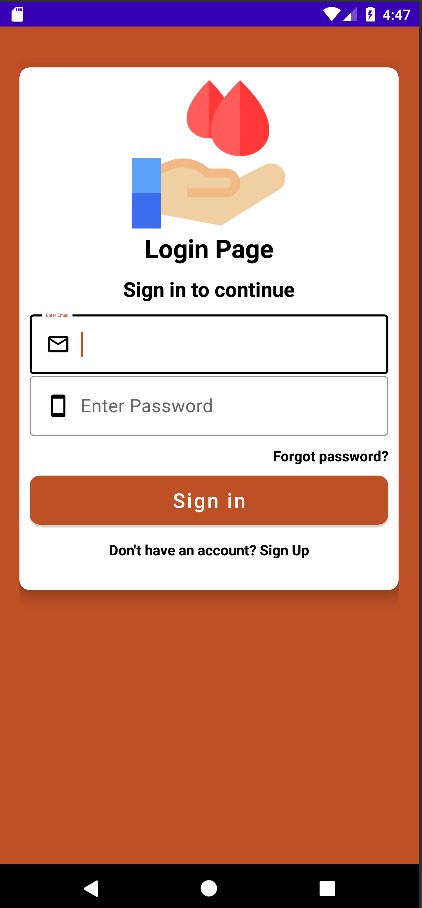 4:47
Login Page
Sign in to continue
Enter Email
Enter Password
Forgot password?
Sign in
Don't have an account? Sign Up